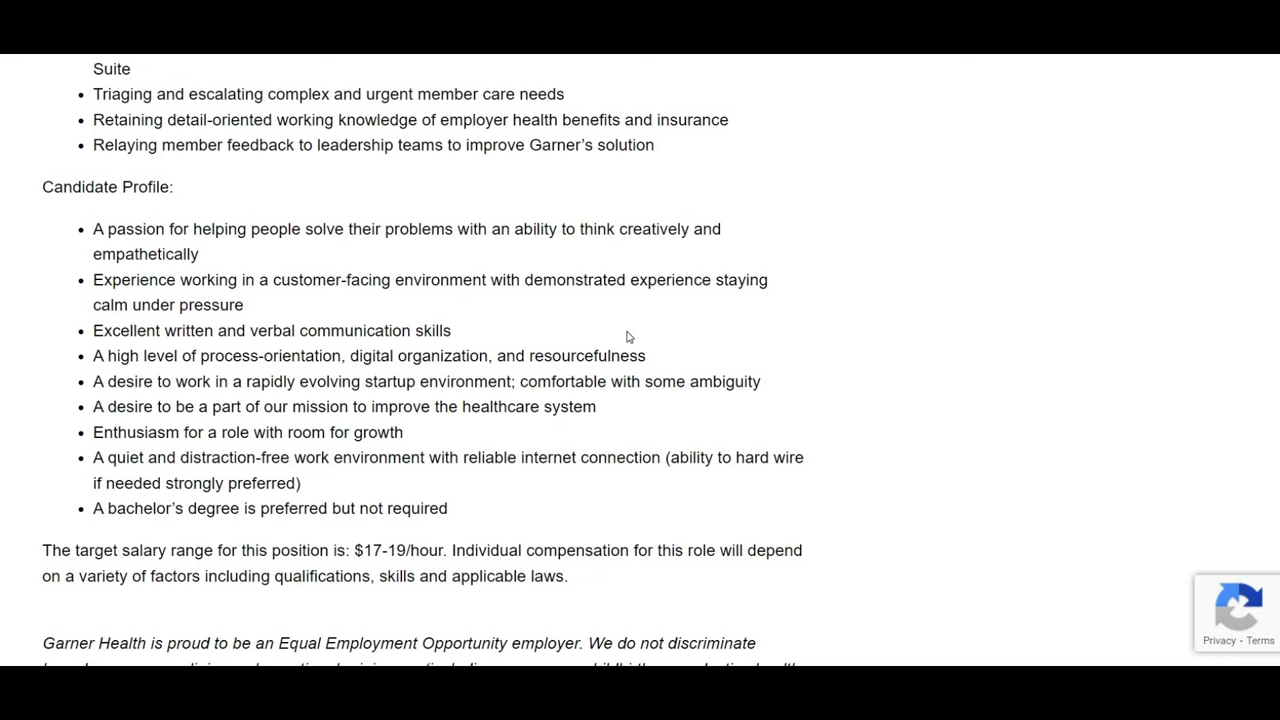 Suite
• Triaging and escalating complex and urgent member care needs
• Retaining detail-oriented working knowledge of employer health benefits and insurance
• Relaying member feedback to leadership teams to improve Garner's solution
Candidate Profile:
• A passion for helping people solve their problems with an ability to think creatively and
empathetically
• Experience working in a customer-facing environment with demonstrated experience staying
calm under pressure
• Excellent written and verbal communication skills
• A high level of process-orientation, digital organization, and resourcefulness
• A desire to work in a rapidly evolving startup environment; comfortable with some ambiguity
• A desire to be a part of our mission to improve the healthcare system
• Enthusiasm for a role with room for growth
• A quiet and distraction-free work environment with reliable internet connection (ability to hard wire
if needed strongly preferred)
• A bachelor's degree is preferred but not required
The target salary range for this position is: $17-19/hour. Individual compensation for this role will depend
on a variety of factors including qualifications, skills and applicable laws.
Garner Health is proud to be an Equal Employment Opportunity employer. We do not discriminate
Privacy - Terms